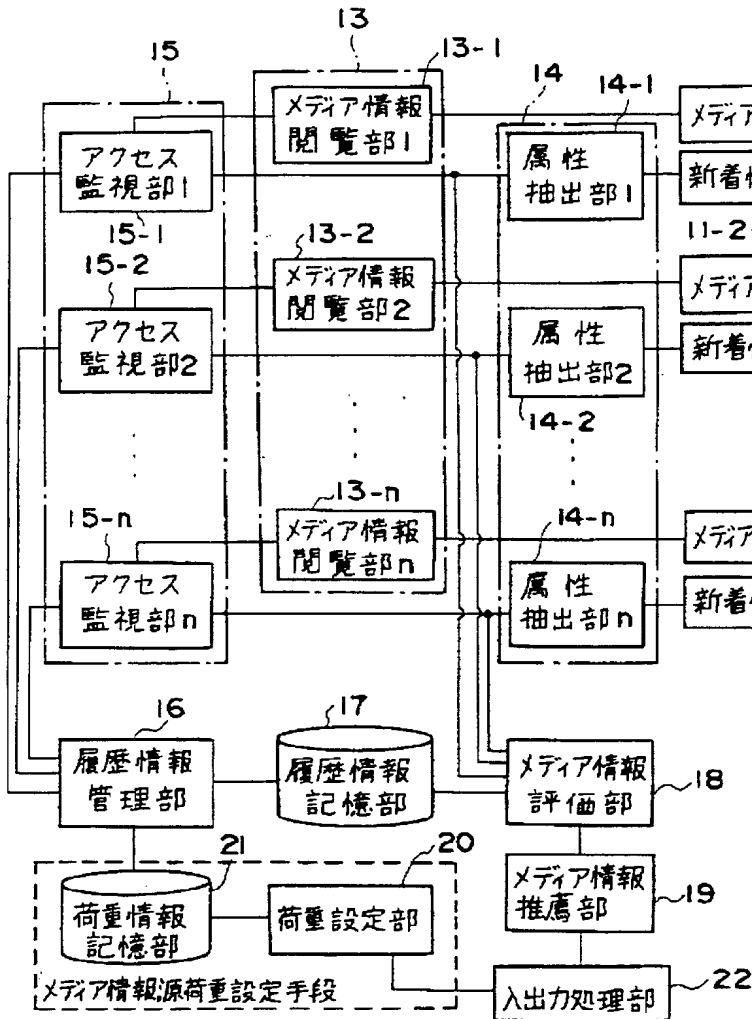 15
13
13-1
メディア情報
閲覧部1
14
14-1
メディア
アクセス
監視部1
属性
抽出部1
新着
15-1
13-2
11-2
15-2
メディア情報
閲覧部2
メディア
アクセス
監視部2
属性
抽出部2
新着
14-2
13-n
15-n
メディア情報
閲覧部n
14-n
メディア
アクセス
監視部n
属性
抽出部n
新着
16
17
履歴情報
管理部
履歴情報
記憶部
メディア情報
評価部
18
21
20
荷重情報
記憶部
荷重設定部
メディア情報
推薦部
19
メディア情報源荷重設定手段
入出力処理部
22